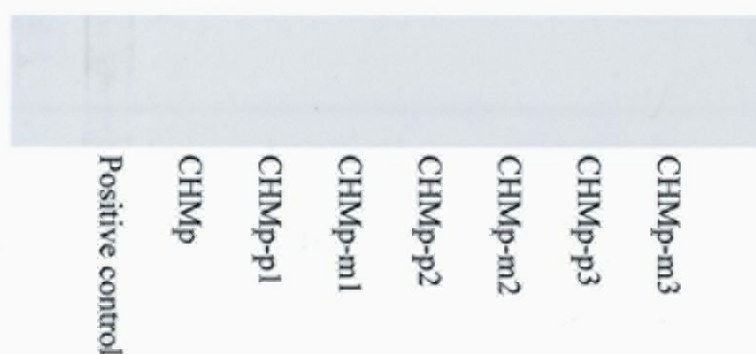 Positive control
CHMp
CHMp-p1
CHMp-m1
CHMp-p2
CHMp-m2
CHMp-p3
CHMp-m3